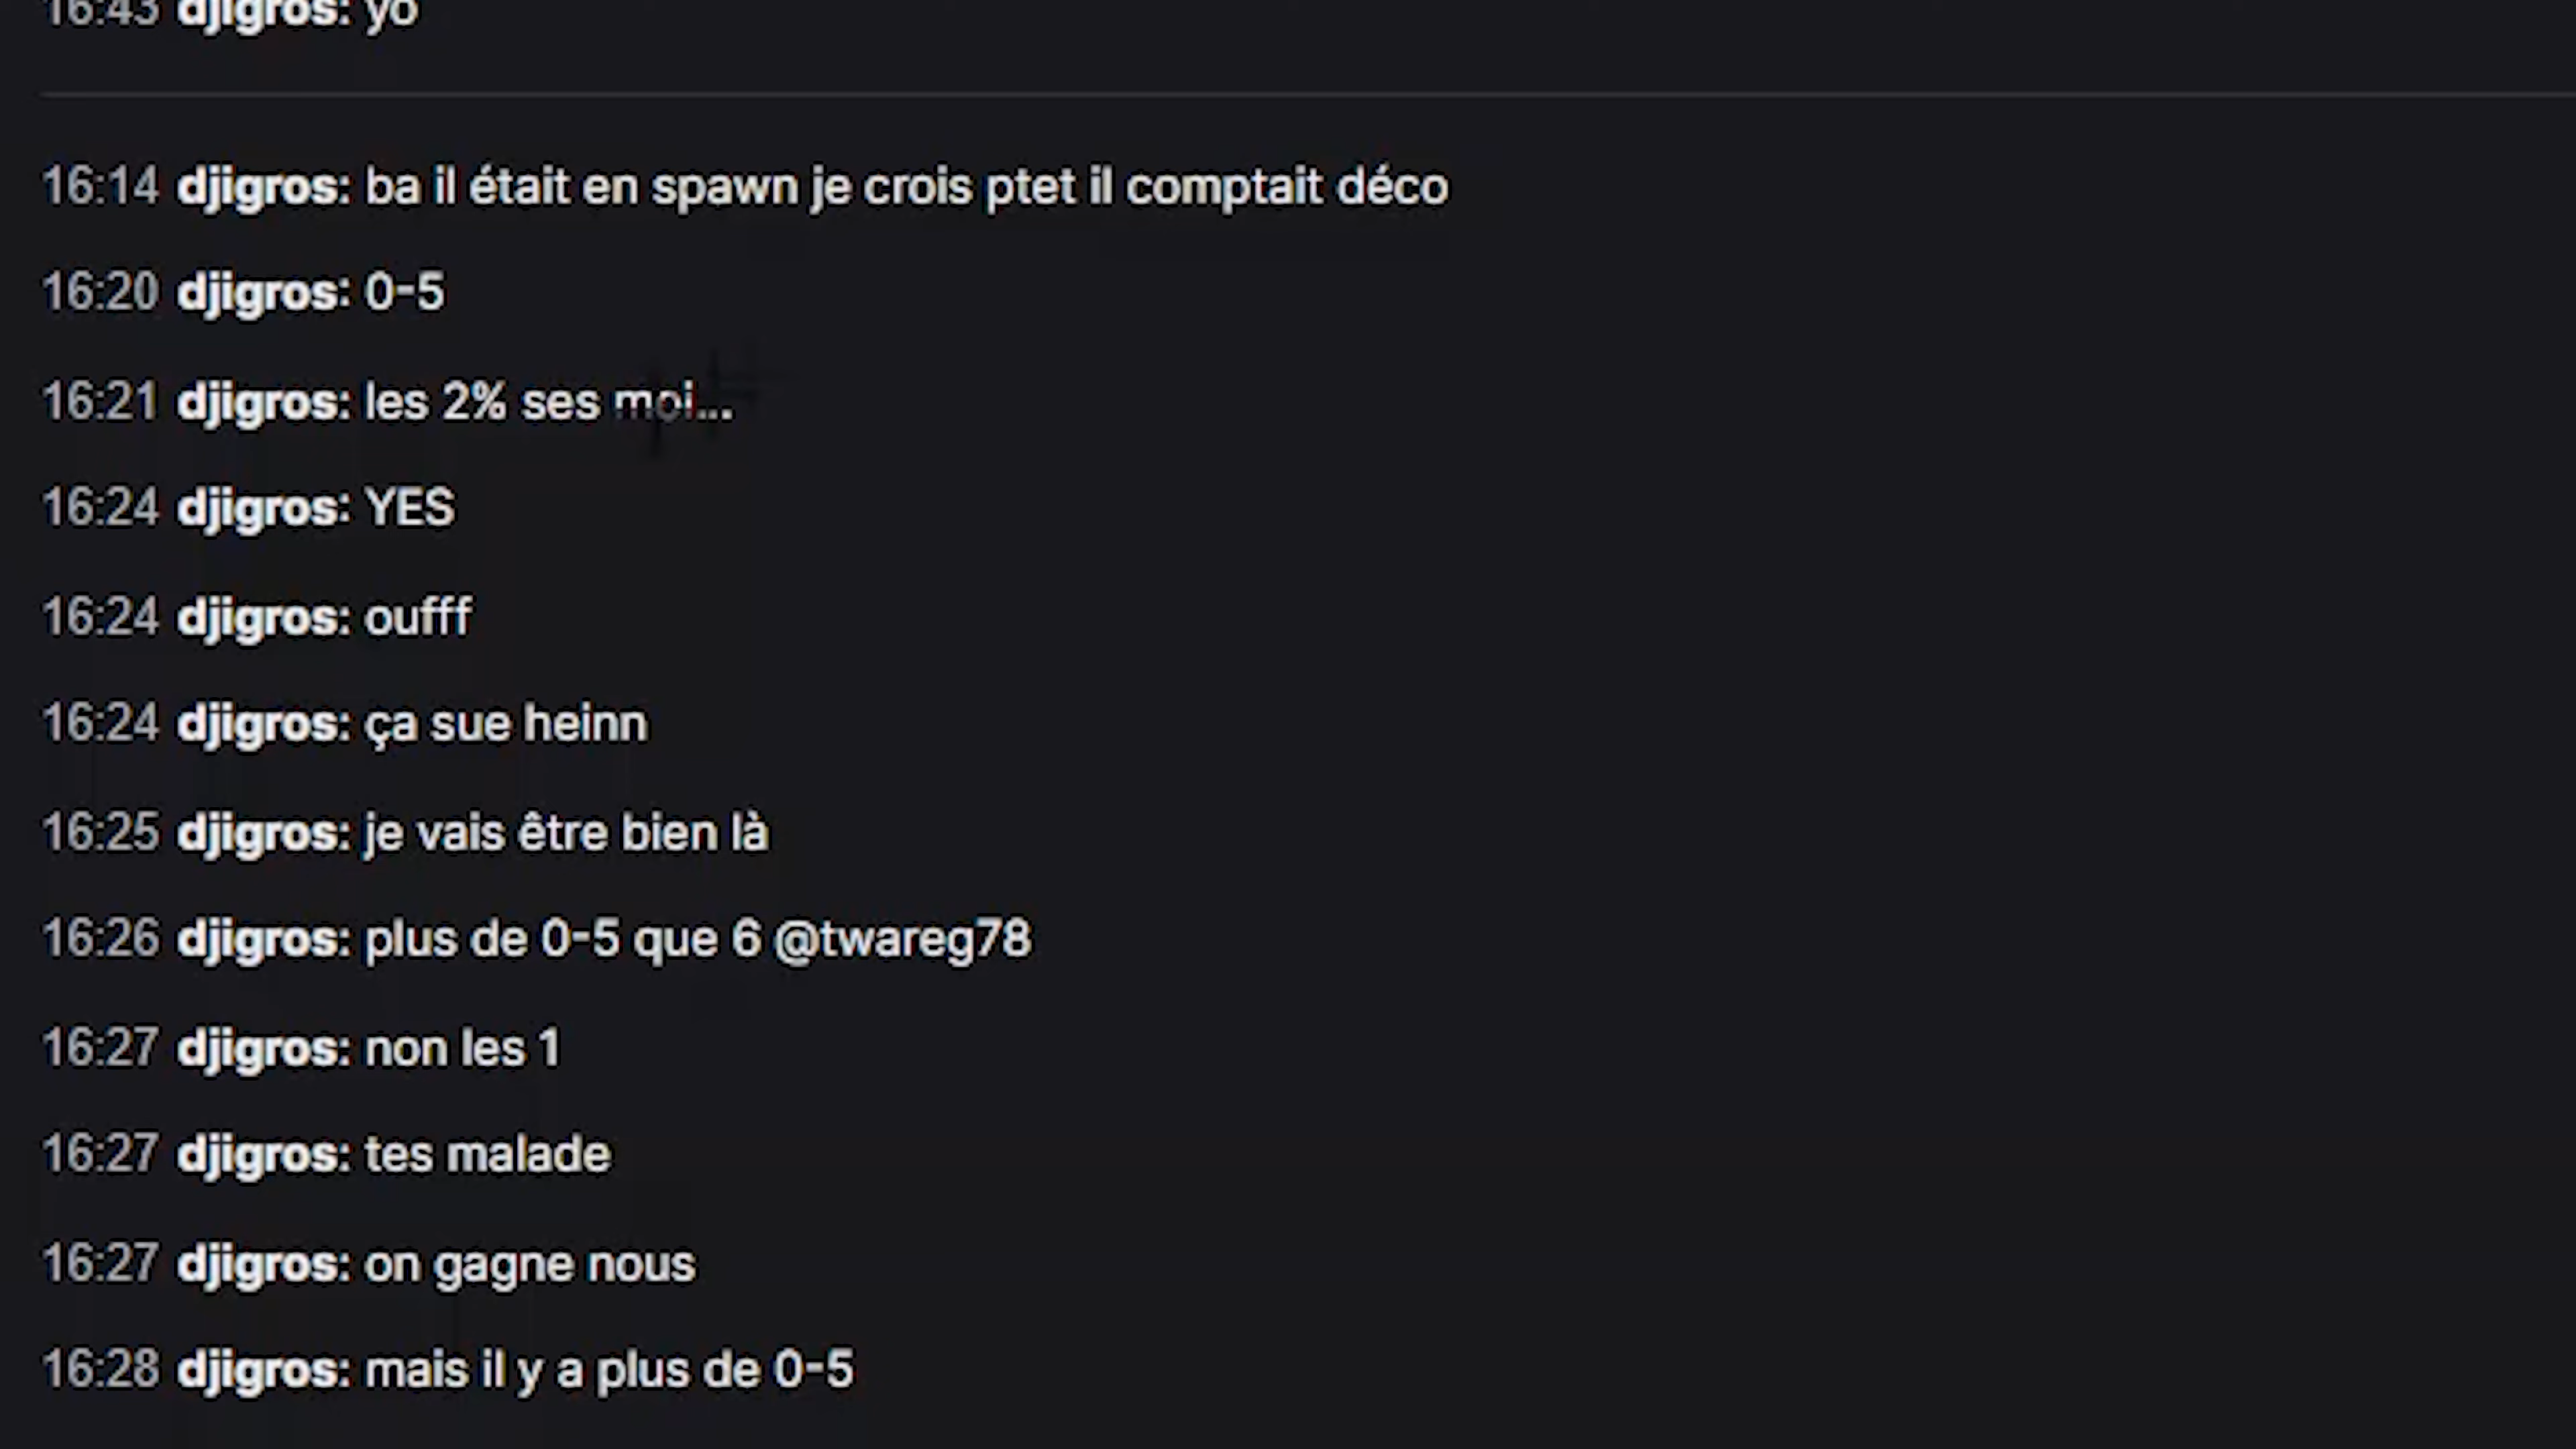 16:43 djigros: yo
16:14 djigros: ba il était en spawn je crois ptet il comptait déco
16:20 djigros: 0-5
16:21 djigros: les 2% ses moi...
16:24 djigros: YES
16:24 djigros: oufff
16:24 djigros: ça sue heinn
16:25 djigros: je vais être bien là
16:26 djigros: plus de 0-5 que 6 @twareg78
16:27 djigros: non les 1
16:27 djigros: tes malade
16:27 djigros: on gagne nous
16:28 djigros: mais il y a plus de 0-5